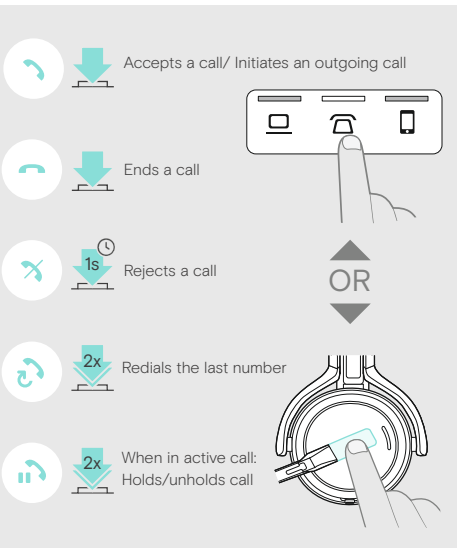 Accepts a call/ Initiates an outgoing call
Ends a call
1s
Rejects a call
OR
2x
Redials the last number
2x
When in active call:
Holds/unholds call